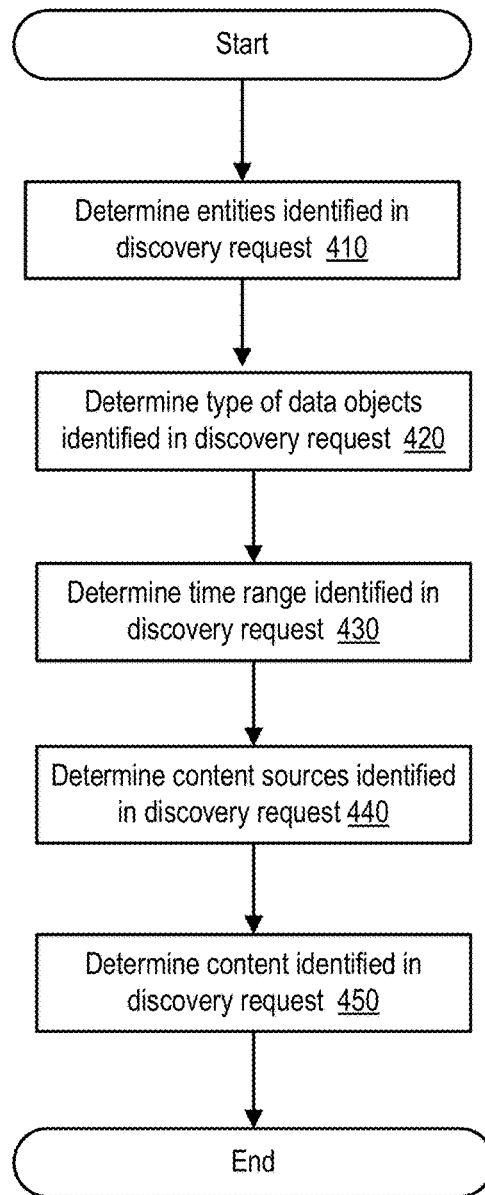 Start
Determine entities identified in
discovery request 410
Determine type of data objects
identified in discovery request 420
Determine time range identified in
discovery request 430
Determine content sources identified
in discovery request 440
Determine content identified in
discovery request 450
End